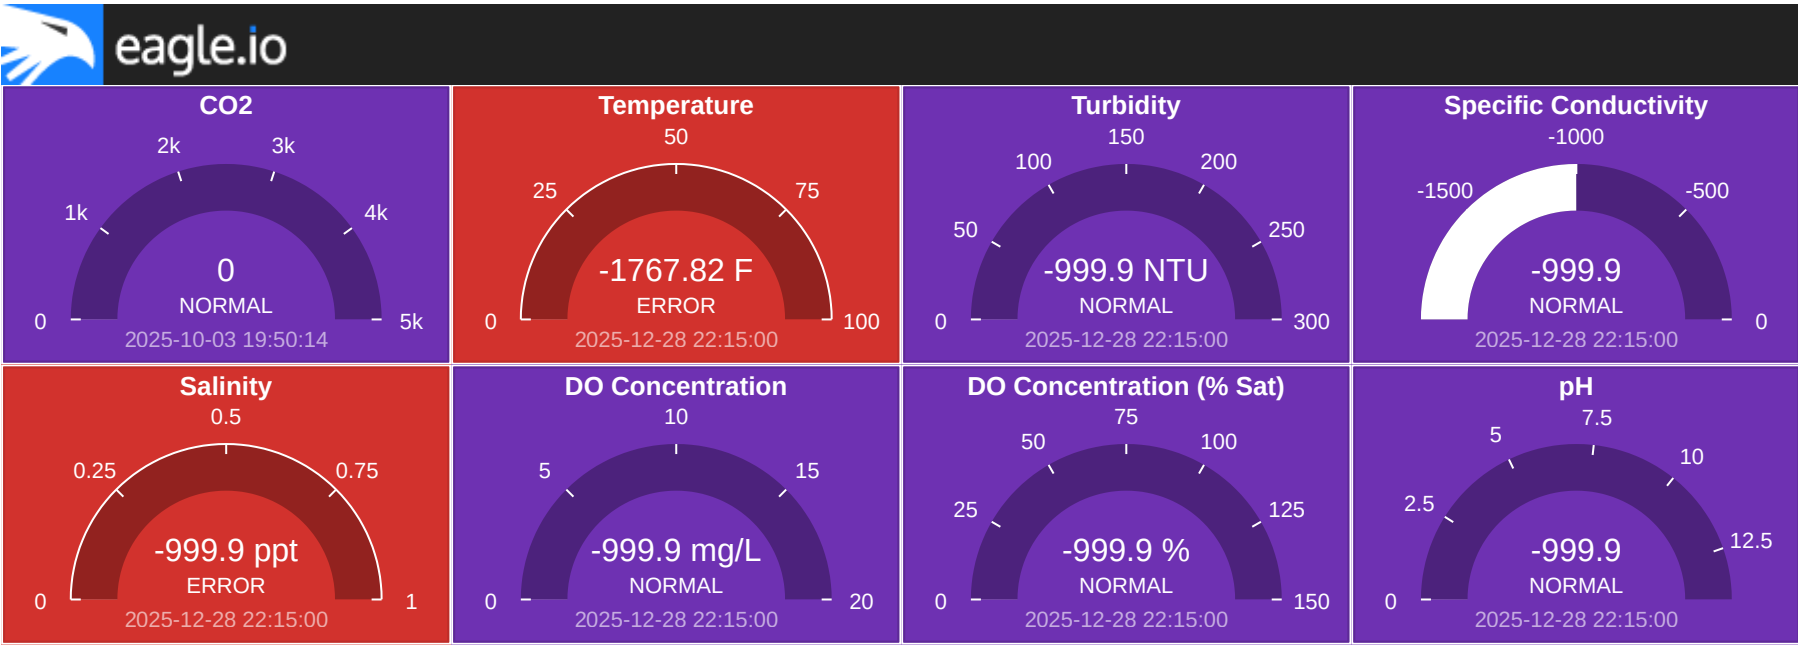 eagle.io
CO2
2k
3k
1k
4k
0
NORMAL
0
5k
2025-10-03 19:50:14
Temperature
50
25
75
-1767.82 F
ERROR
0
100
2025-12-28 22:15:00
Turbidity
150
100
200
50
250
-999.9 NTU
NORMAL
0
300
2025-12-28 22:15:00
Specific Conductivity
-1000
-1500
-500
-999.9
NORMAL
0
2025-12-28 22:15:00
Salinity
0.5
0.25
0.75
-999.9 ppt
ERROR
0
1
2025-12-28 22:15:00
DO Concentration
10
5
15
-999.9 mg/L
NORMAL
0
20
2025-12-28 22:15:00
DO Concentration (% Sat)
75
50
100
25
125
-999.9 %
NORMAL
0
150
2025-12-28 22:15:00
pH
7.5
5
10
2.5
12.5
-999.9
NORMAL
0
2025-12-28 22:15:00